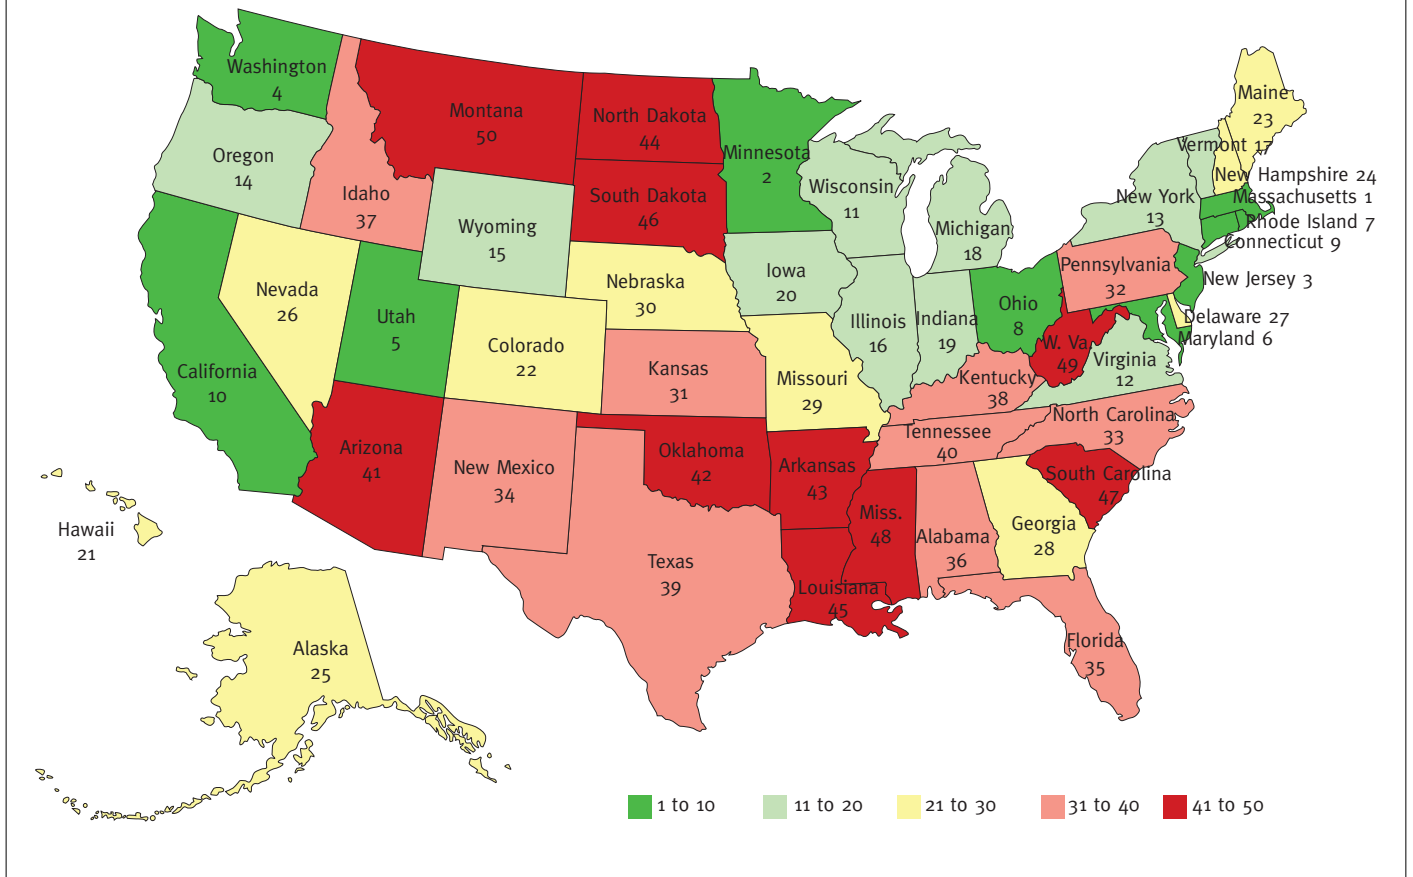 Washington
4
Montana
50
North Dakota
44
Minnesota
2
Maine
23
Oregon
14
Idaho
37
South Dakota
46
Wisconsin
11
Vermont 17
New Hampshire 24
Massachusetts 1
New York
13
Rhode Island 7
Connecticut 9
Wyoming
15
Michigan
18
Pennsylvania
32
New Jersey 3
Nevada
26
Nebraska
30
Iowa
20
Utah
5
Ohio
8
Illinois
16
Indiana
19
Delaware 27
Maryland 6
Colorado
22
W. Va.
49
Virginia
12
California
10
Kansas
31
Missouri
29
Kentucky
38
North Carolina
33
Arizona
41
New Mexico
34
Oklahoma
42
Arkansas
43
Tennessee
40
South Carolina
47
Hawaii
21
Miss.
48
Alabama
36
Georgia
28
Texas
39
Louisiana
45
Alaska
25
Florida
35
1 to 10
11 to 20
21 to 30
31 to 40
41 to 50